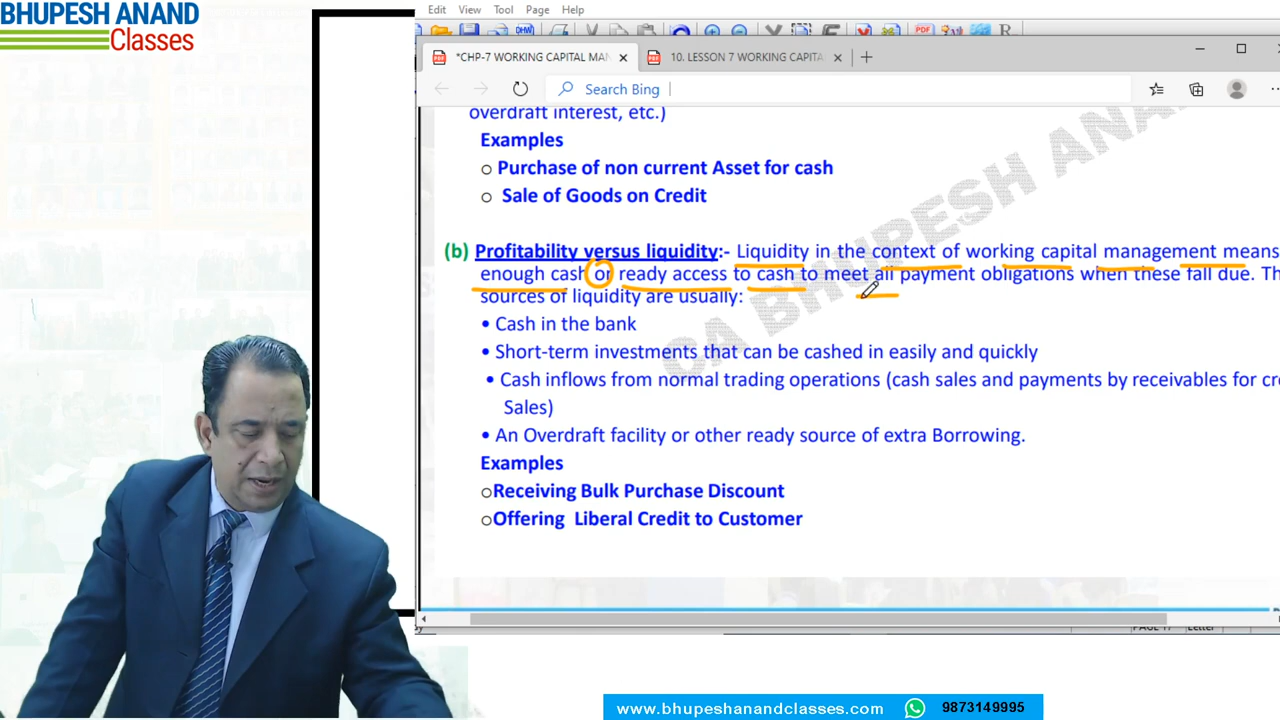 BHUPESH ANAND
Classes
Edit View Tool Page Help
*CHP-7 WORKING CAPITAL MAN
10. LESSON 7 WORKING CAPITA
Search Bing
overdraft interest, etc.)
Examples
o Purchase of non current Asset for cash
o Sale of Goods on Credit
(b) Profitability versus liquidity:- Liquidity in the context of working capital management means
enough cash or ready access to cash to meet all payment obligations when these fall due. Th
sources of liquidity are usually:
• Cash in the bank
• Short-term investments that can be cashed in easily and quickly
• Cash inflows from normal trading operations (cash sales and payments by receivables for cre
Sales)
• An Overdraft facility or other ready source of extra Borrowing.
Examples
oReceiving Bulk Purchase Discount
oOffering Liberal Credit to Customer
CA BHUPESH ANA
www.bhupeshanandclasses.com 9873149995